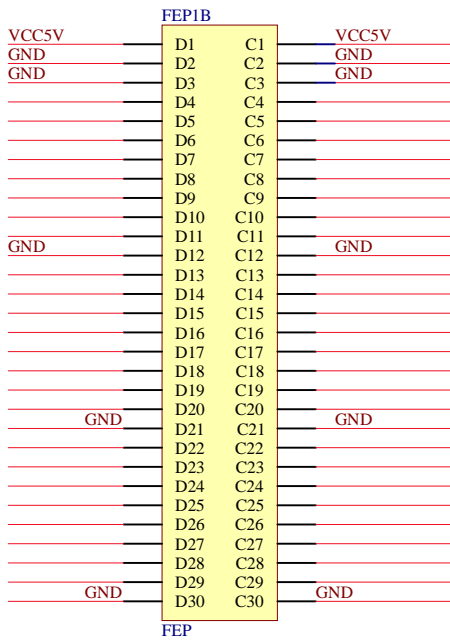 FEP1B
VCC5V D1 C1 VCC5V
GND D2 C2 GND
GND D3 C3 GND
D4 C4
D5 C5
D6 C6
D7 C7
D8 C8
D9 C9
D10 C10
D11 C11
GND D12 C12 GND
D13 C13
D14 C14
D15 C15
D16 C16
D17 C17
D18 C18
D19 C19
D20 C20
GND D21 C21 GND
D22 C22
D23 C23
D24 C24
D25 C25
D26 C26
D27 C27
D28 C28
D29 C29
GND D30 C30 GND
FEP